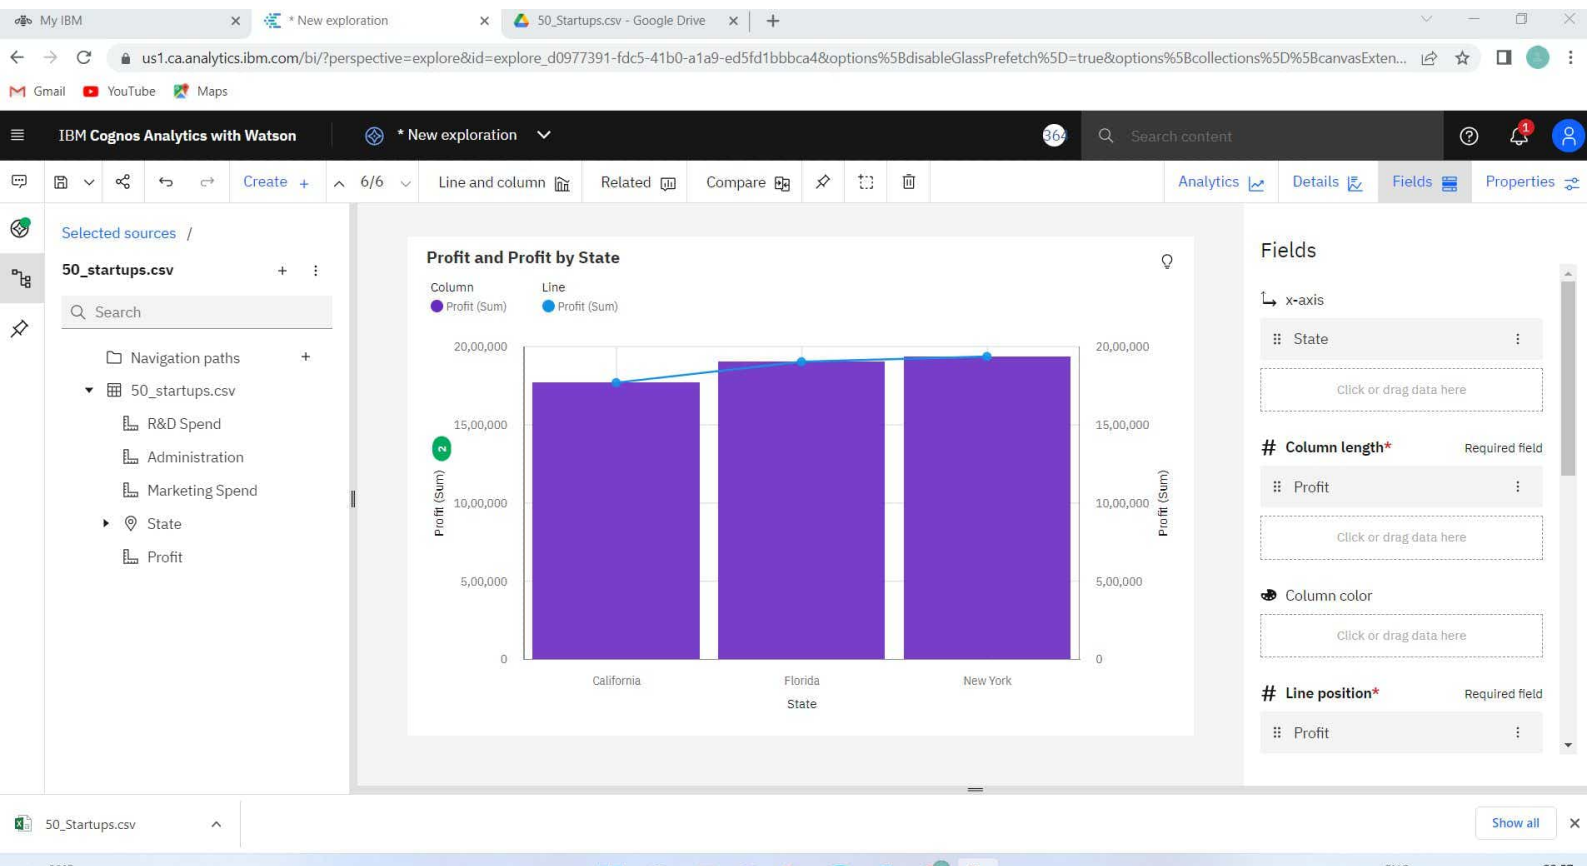 My IBM
* New exploration
50_Startups.csv - Google Drive
us1.ca.analytics.ibm.com/bi/?perspective=explore&id=explore_d0977391-fdc5-41b0-a1a9-ed5fd1bbbca4&options%5BdisableGlassPrefetch%5D=true&options%5Bcollections%5D%5BcanvasExten...
Gmail
YouTube
Maps
IBM Cognos Analytics with Watson
* New exploration
364
Search content
1
Create
6/6
Line and column
Related
Compare
Analytics
Details
Fields
Properties
Selected sources /
50_startups.csv
Search
Navigation paths
50_startups.csv
R&D Spend
Administration
Marketing Spend
State
Profit
Profit and Profit by State
Column
Line
Profit (Sum)
Profit (Sum)
20,00,000
15,00,000
10,00,000
5,00,000
0
Profit (Sum)
2
20,00,000
15,00,000
10,00,000
5,00,000
0
Profit (Sum)
California
Florida
New York
State
Fields
x-axis
State
Click or drag data here
Column length*
Required field
Profit
Click or drag data here
Column color
Click or drag data here
Line position*
Required field
Profit
50_Startups.csv
Show all